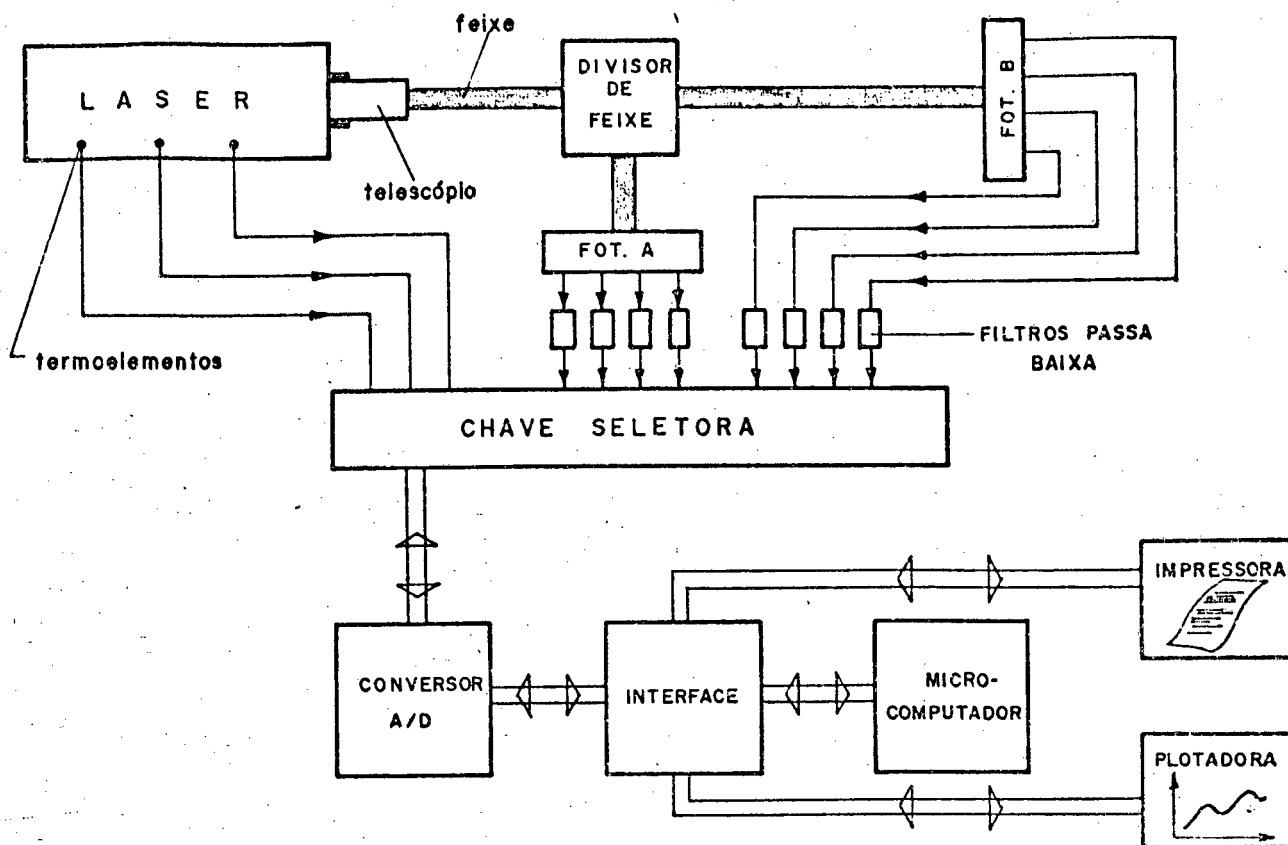 feixe
LASER
DIVISOR
DE
FEIXE
FOT. B
telescópio
FOT. A
termoelementos
FILTROS PASSA
BAIXA
CHAVE SELETORA
IMPRESSORA
CONVERSOR
A/D
INTERFACE
MICRO-
COMPUTADOR
PLOTADORA